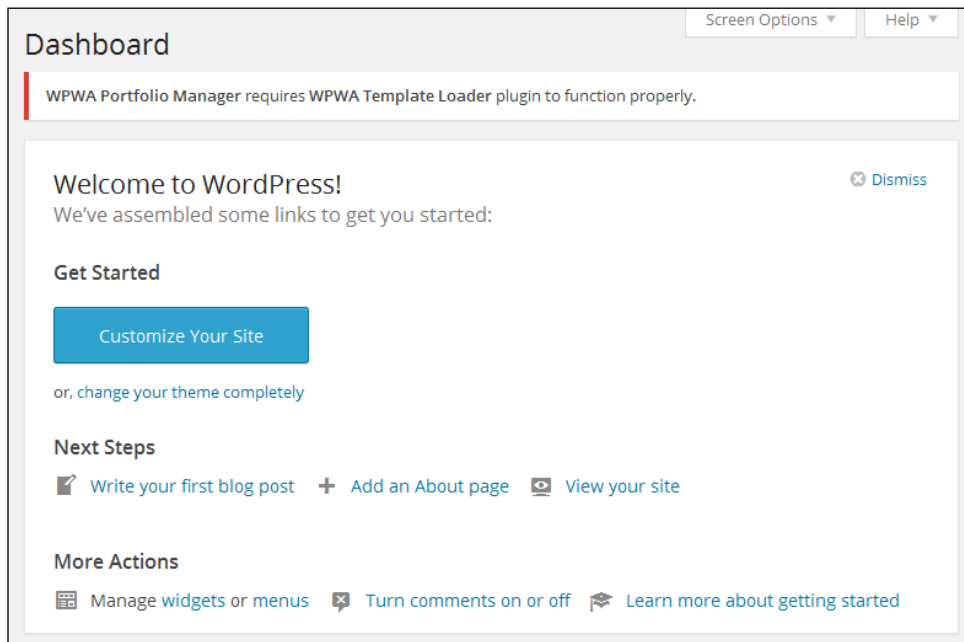 Screen Options Help
Dashboard
WPWA Portfolio Manager requires WPWA Template Loader plugin to function properly.
Welcome to WordPress! Dismiss
We've assembled some links to get you started:
Get Started
Customize Your Site
or, change your theme completely
Next Steps
Write your first blog post Add an About page View your site
More Actions
Manage widgets or menus Turn comments on or off Learn more about getting started